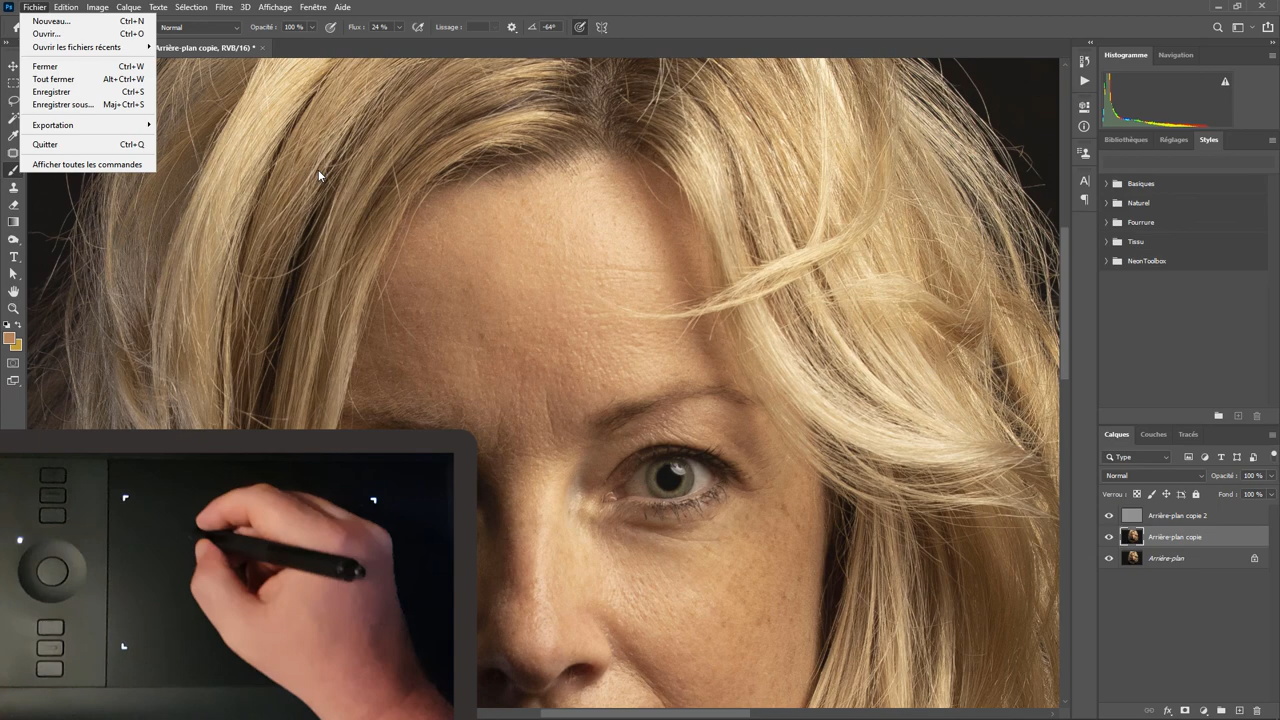 Ps Fichier Edition Image Calque Texte Sélection Filtre 3D Affichage Fenêtre Aide
Normal Opacité : 100 % Flux : 24 % Lissage : -64°
Arrière-plan copie, RVB/16) *
Nouveau... Ctrl+N
Ouvrir... Ctrl+O
Ouvrir les fichiers récents
Fermer Ctrl+W
Tout fermer Alt+Ctrl+W
Enregistrer Ctrl+S
Enregistrer sous... Maj+Ctrl+S
Exportation
Quitter Ctrl+Q
Afficher toutes les commandes
Histogramme Navigation
Bibliothèques Réglages Styles
Basiques
Naturel
Fourrure
Tissu
NeonToolbox
Calques Couches Tracés
Type
Normal Opacité : 100 %
Verrou : Fond : 100 %
Arrière-plan copie 2
Arrière-plan copie
Arrière-plan